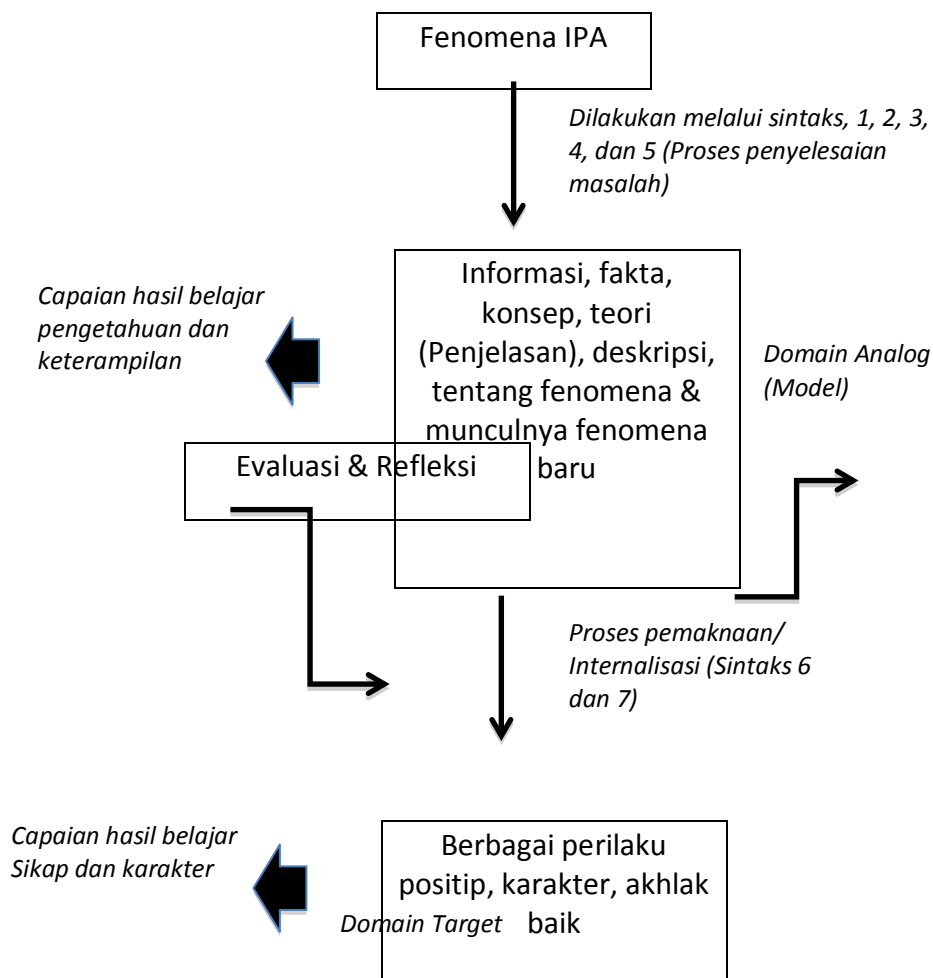 Fenomena IPA
Dilakukan melalui sintaks, 1, 2, 3,
4, dan 5 (Proses penyelesaian
masalah)
Informasi, fakta,
konsep, teori
(Penjelasan), deskripsi,
tentang fenomena &
munculnya fenomena
baru
Capaian hasil belajar
pengetahuan dan
keterampilan
Domain Analog
(Model)
Evaluasi & Refleksi
Proses pemaknaan/
Internalisasi (Sintaks 6
dan 7)
Capaian hasil belajar
Sikap dan karakter
Berbagai perilaku
positip, karakter, akhlak
baik
Domain Target